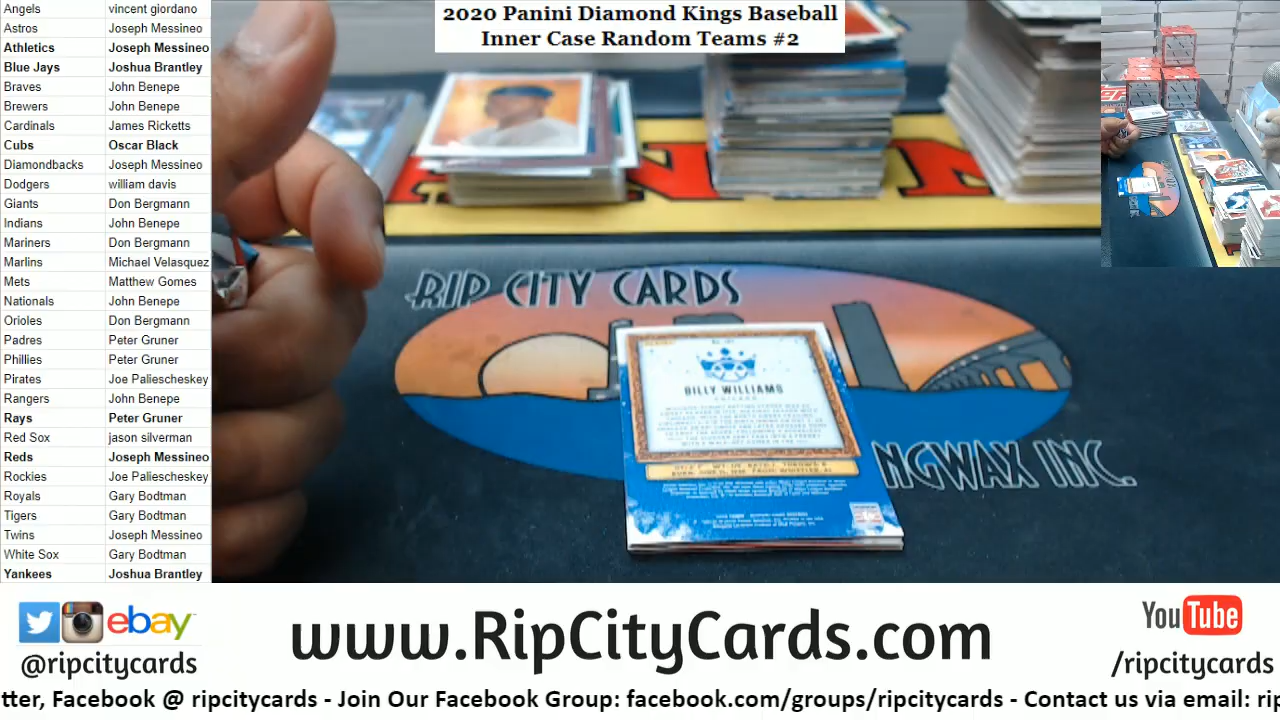 2020 Panini Diamond Kings Baseball
Inner Case Random Teams #2
Angels vincent giordano
Astros Joseph Messineo
Athletics Joseph Messineo
Blue Jays Joshua Brantley
Braves John Benepe
Brewers John Benepe
Cardinals James Ricketts
Cubs Oscar Black
Diamondbacks Joseph Messineo
Dodgers william davis
Giants Don Bergmann
Indians John Benepe
Mariners Don Bergmann
Marlins Michael Velasquez
Mets Matthew Gomes
Nationals John Benepe
Orioles Don Bergmann
Padres Peter Gruner
Phillies Peter Gruner
Pirates Joe Paliescheskey
Rangers John Benepe
Rays Peter Gruner
Red Sox jason silverman
Reds Joseph Messineo
Rockies Joe Paliescheskey
Royals Gary Bodtman
Tigers Gary Bodtman
Twins Joseph Messineo
White Sox Gary Bodtman
Yankees Joshua Brantley
RIP CITY CARDS
BILLY WILLIAMS
CHICAGO
NGWAX INC.
ebay
@ripcitycards
www.RipCityCards.com
YouTube
/ripcitycards
tter, Facebook @ ripcitycards - Join Our Facebook Group: facebook.com/groups/ripcitycards - Contact us via email: rip